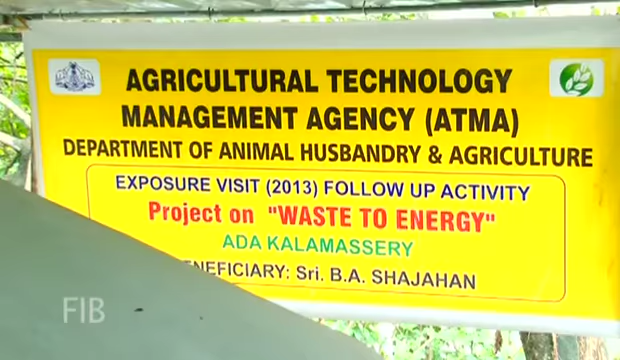 AGRICULTURAL TECHNOLOGY
MANAGEMENT AGENCY (ATMA)
DEPARTMENT OF ANIMAL HUSBANDRY & AGRICULTURE
EXPOSURE VISIT (2013) FOLLOW UP ACTIVITY
Project on "WASTE TO ENERGY"
ADA KALAMASSERY
ENEFICIARY: Sri. B.A. SHAJAHAN
FIB